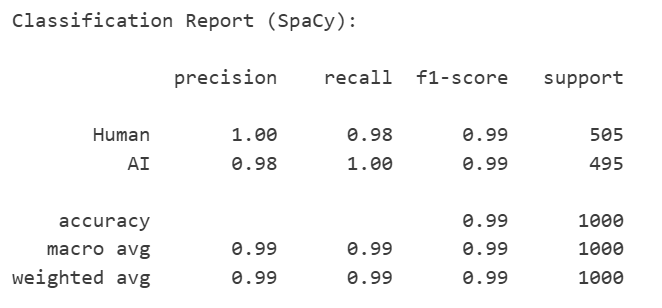 Classification Report (SpaCy):
precision recall f1-score support
Human 1.00 0.98 0.99 505
AI 0.98 1.00 0.99 495
accuracy 0.99 1000
macro avg 0.99 0.99 0.99 1000
weighted avg 0.99 0.99 0.99 1000